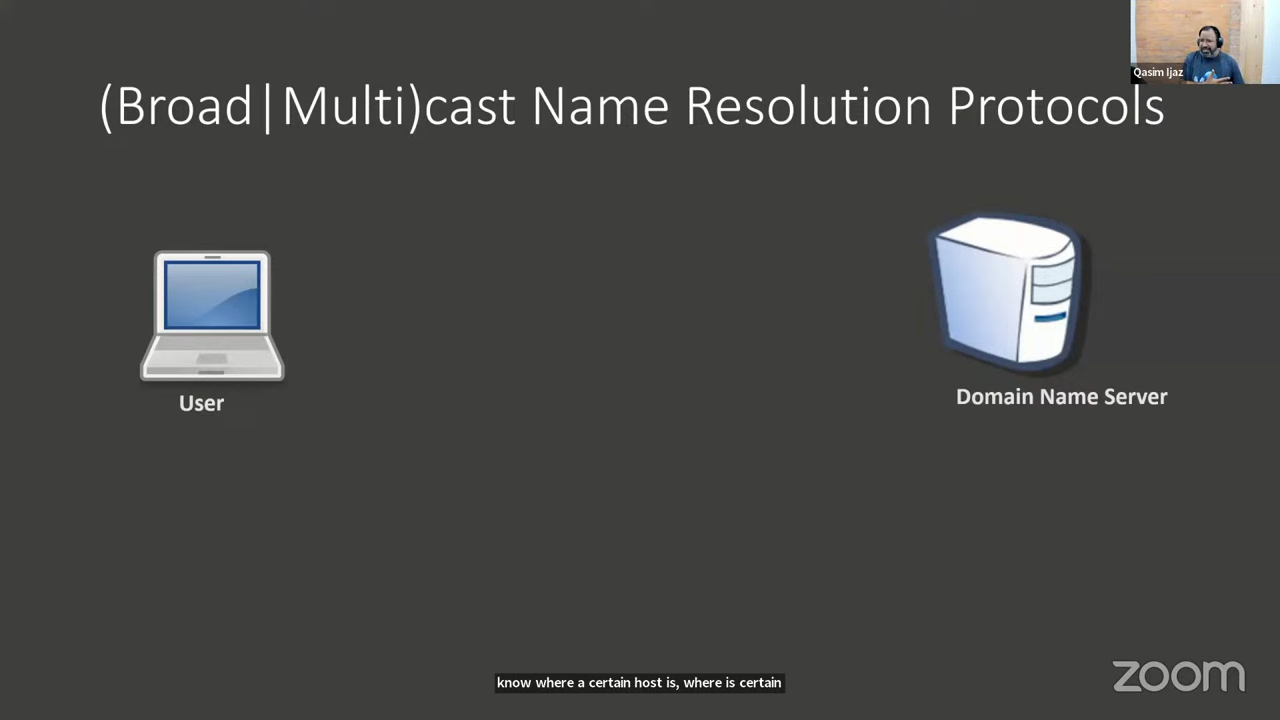 Qasim Ijaz
(Broad|Multi)cast Name Resolution Protocols
User
Domain Name Server
know where a certain host is, where is certain
zoom